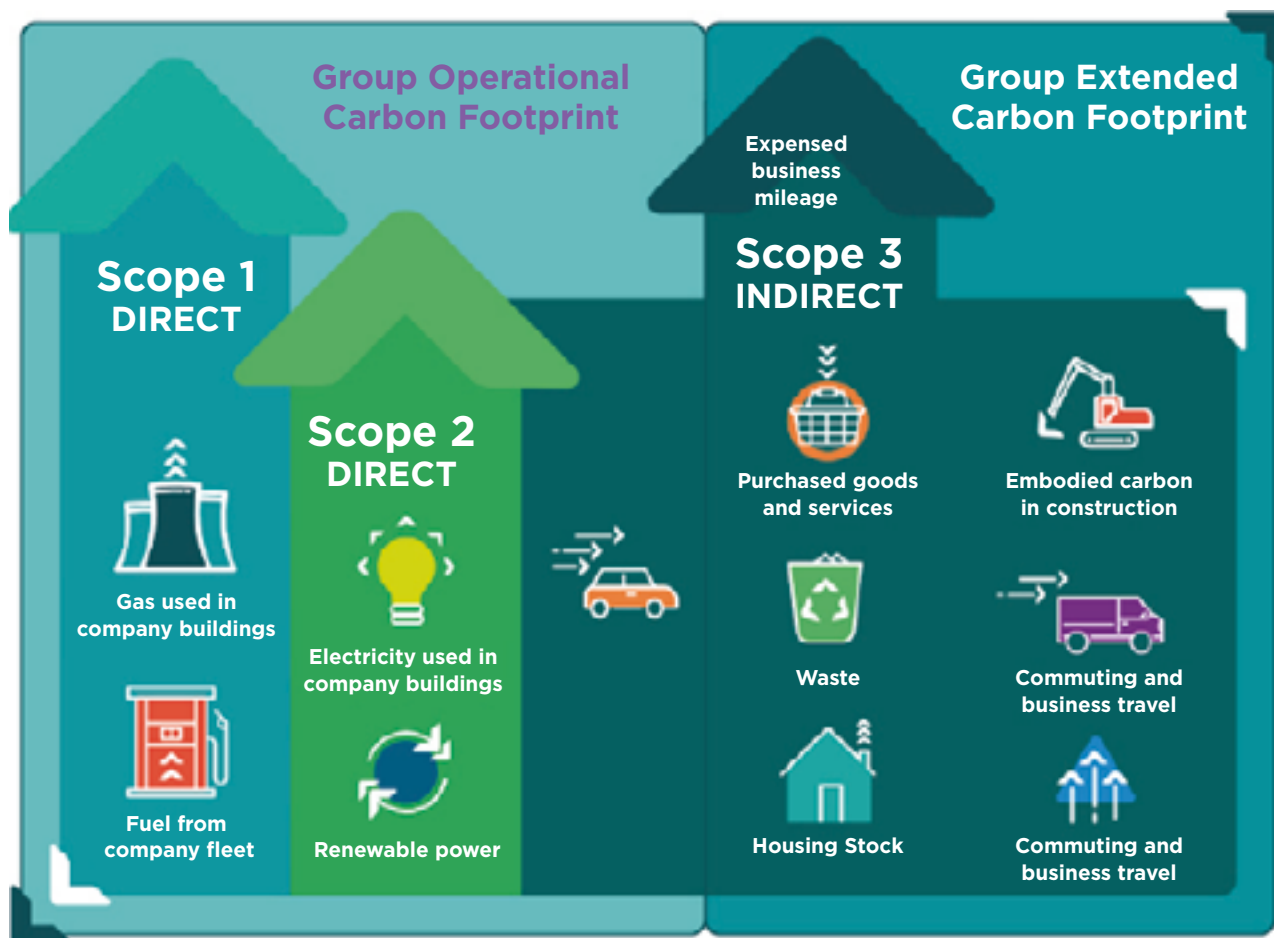 Group Operational
Carbon Footprint
Group Extended
Carbon Footprint
Scope 1
DIRECT
Gas used in
company buildings
Fuel from
company fleet
Scope 2
DIRECT
Electricity used in
company buildings
Renewable power
Expensed
business
mileage
Scope 3
INDIRECT
Purchased goods
and services
Embodied carbon
in construction
Waste
Commuting and
business travel
Housing Stock
Commuting and
business travel